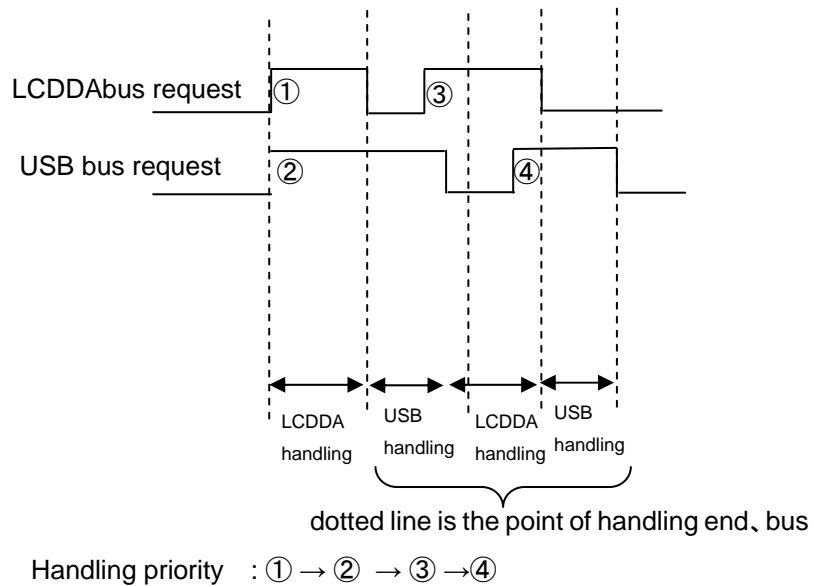 LCDDAbus request ① ③
USB bus request ② ④
LCDDA handling
USB handling
LCDDA handling
USB handling
dotted line is the point of handling end、bus
Handling priority : ① → ② → ③ →④